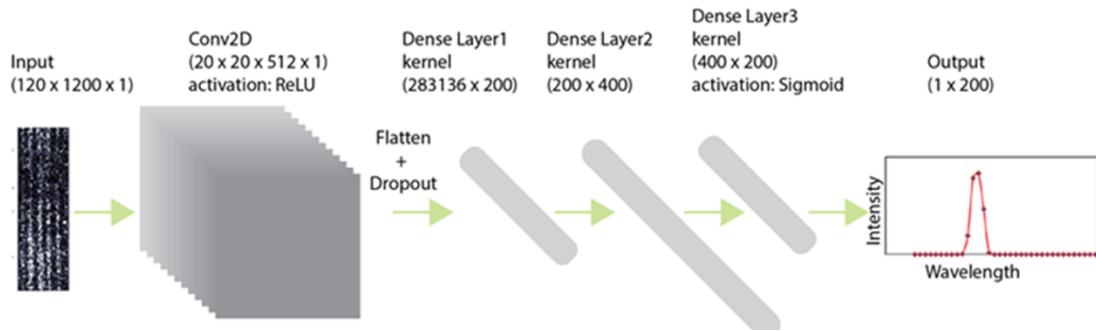 Input
(120 x 1200 x 1)
Conv2D
(20 x 20 x 512 x 1)
activation: ReLU
Flatten
+
Dropout
Dense Layer1
kernel
(283136 x 200)
Dense Layer2
kernel
(200 x 400)
Dense Layer3
kernel
(400 x 200)
activation: Sigmoid
Output
(1 x 200)
Intensity
Wavelength